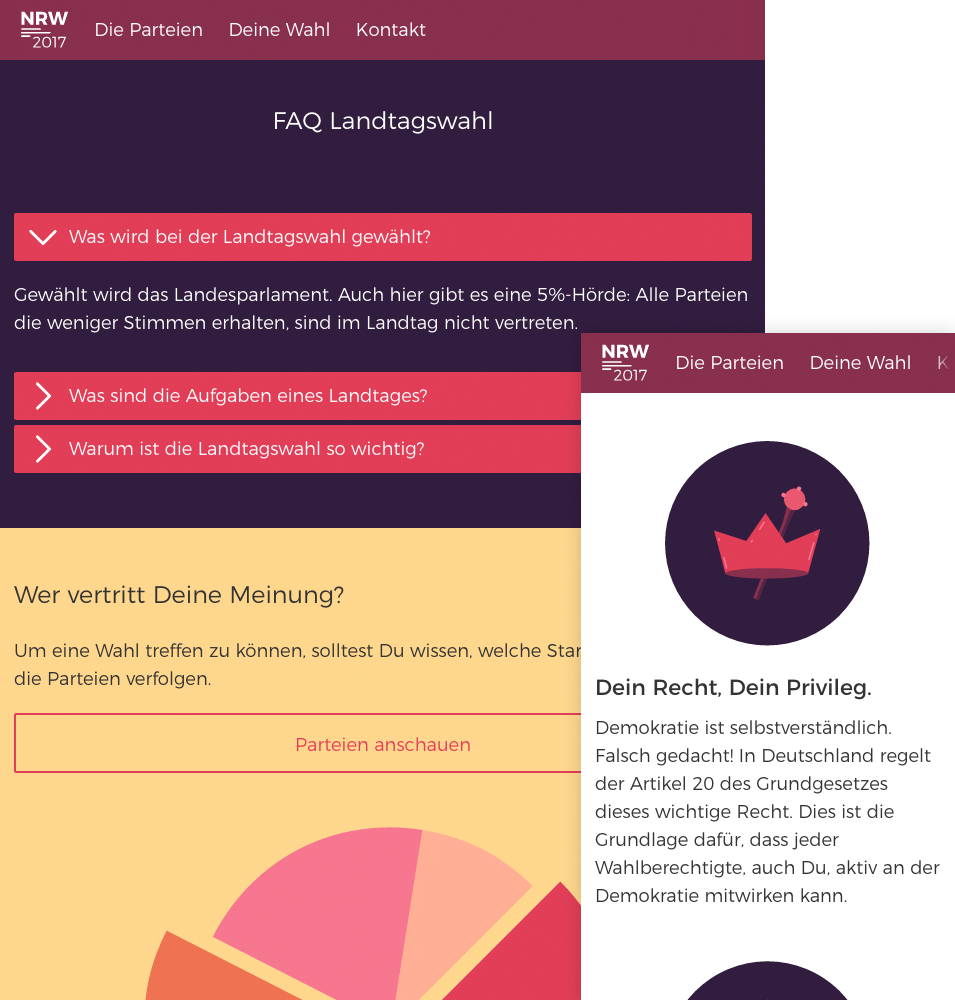 NRW
2017
Die Parteien
Deine Wahl
Kontakt
FAQ Landtagswahl
Was wird bei der Landtagswahl gewählt?
Gewählt wird das Landesparlament. Auch hier gibt es eine 5%-Hörde: Alle Parteien
die weniger Stimmen erhalten, sind im Landtag nicht vertreten.
Was sind die Aufgaben eines Landtages?
Warum ist die Landtagswahl so wichtig?
Wer vertritt Deine Meinung?
Um eine Wahl treffen zu können, solltest Du wissen, welche
die Parteien verfolgen.
Parteien anschauen
NRW
2017
Die Parteien
Deine Wahl
K
Dein Recht, Dein Privileg.
Demokratie ist selbstverständlich.
Falsch gedacht! In Deutschland regelt
der Artikel 20 des Grundgesetzes
dieses wichtige Recht. Dies ist die
Grundlage dafür, dass jeder
Wahlberechtigte, auch Du, aktiv an der
Demokratie mitwirken kann.